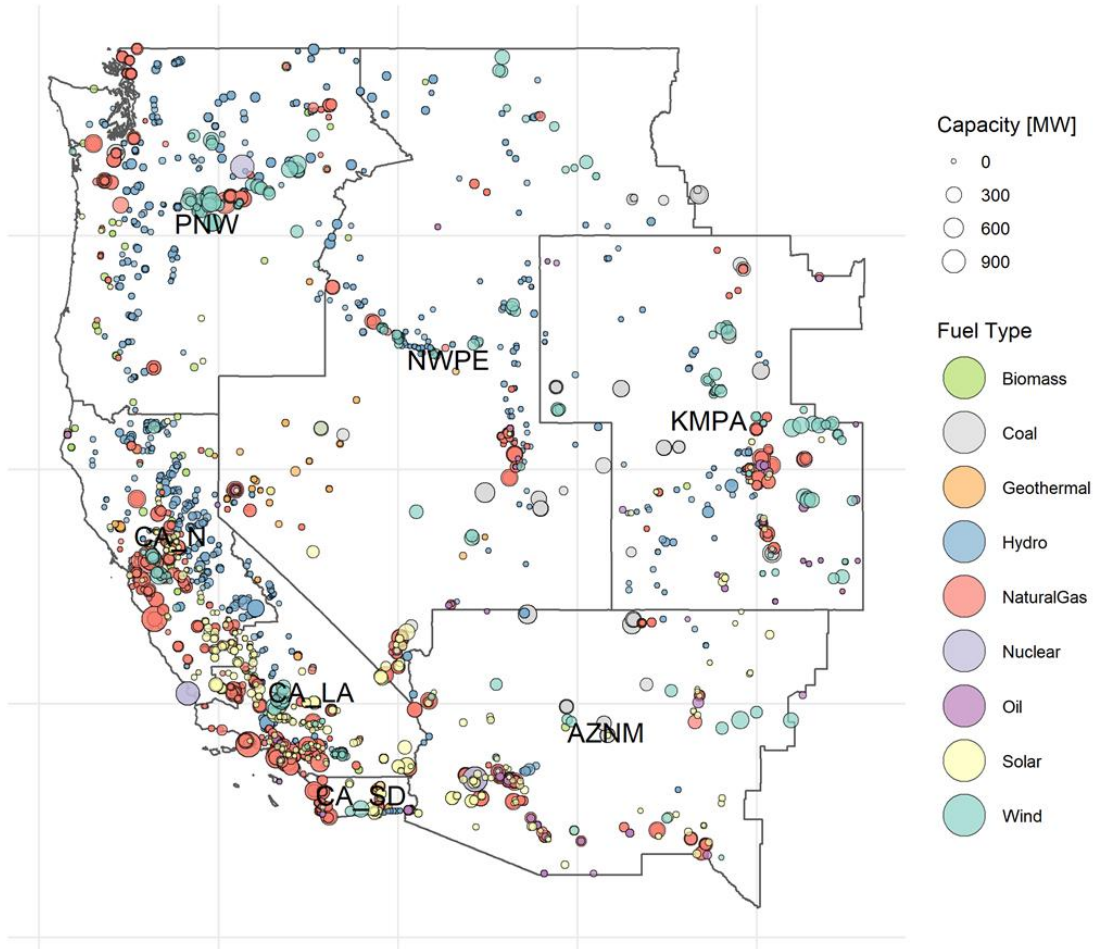 Capacity [MW]
0
300
600
900
PNW
Fuel Type
NWPE
Biomass
KMPA
Coal
Geothermal
CA_N
Hydro
NaturalGas
Nuclear
CA_LA
Oil
AZNM
Solar
CA_SD
Wind